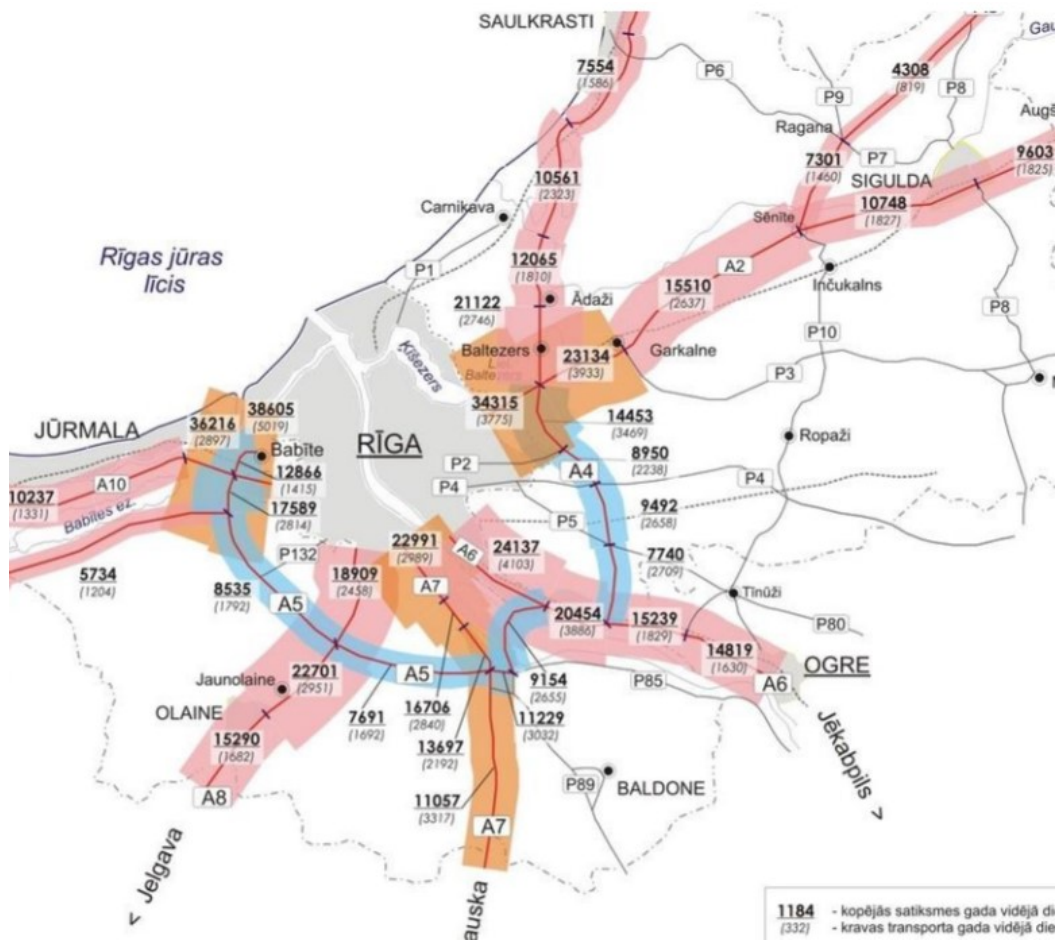 SAULKRASTI
7554
(1586)
P6
4308
(819)
P9
P8
Ragana
P7
Augš
9603
(1825)
7301
(1460)
SIGULDA
10748
(1827)
10561
(2323)
Carnikava
Sēnīte
Rīgas jūras
līcis
P1
12065
(1810)
A2
15510
(2637)
Inčukalns
21122
(2746)
Ādaži
P8
P10
Ķīšezers
Baltezers
23134
(3933)
Garkalne
P3
34315
(3775)
JŪRMALA
36216
(2897)
38605
(5019)
RĪGA
14453
(3469)
Ropaži
Babīte
P2
8950
(2238)
A4
P4
P4
12866
(1415)
A10
10237
(1331)
17589
(2814)
Babītes ez.
9492
(2658)
P5
P132
22991
(2989)
A6
24137
(4103)
7740
(2709)
5734
(1204)
18909
(2458)
A7
Tīnūži
8535
(1792)
A5
20454
(3886)
15239
(1829)
P80
14819
(1630)
OGRE
22701
(2951)
A5
9154
(2655)
P85
A6
Jaunolaine
7691
(1692)
16706
(2840)
11229
(3032)
OLAINE
15290
(1682)
13697
(2192)
Jēkabpils >
A8
11057
(3317)
P89
BALDONE
A7
< Jelgava
auska
1184 - kopējās satiksmes gada vidējā di
(332) - kravas transporta gada vidējā die